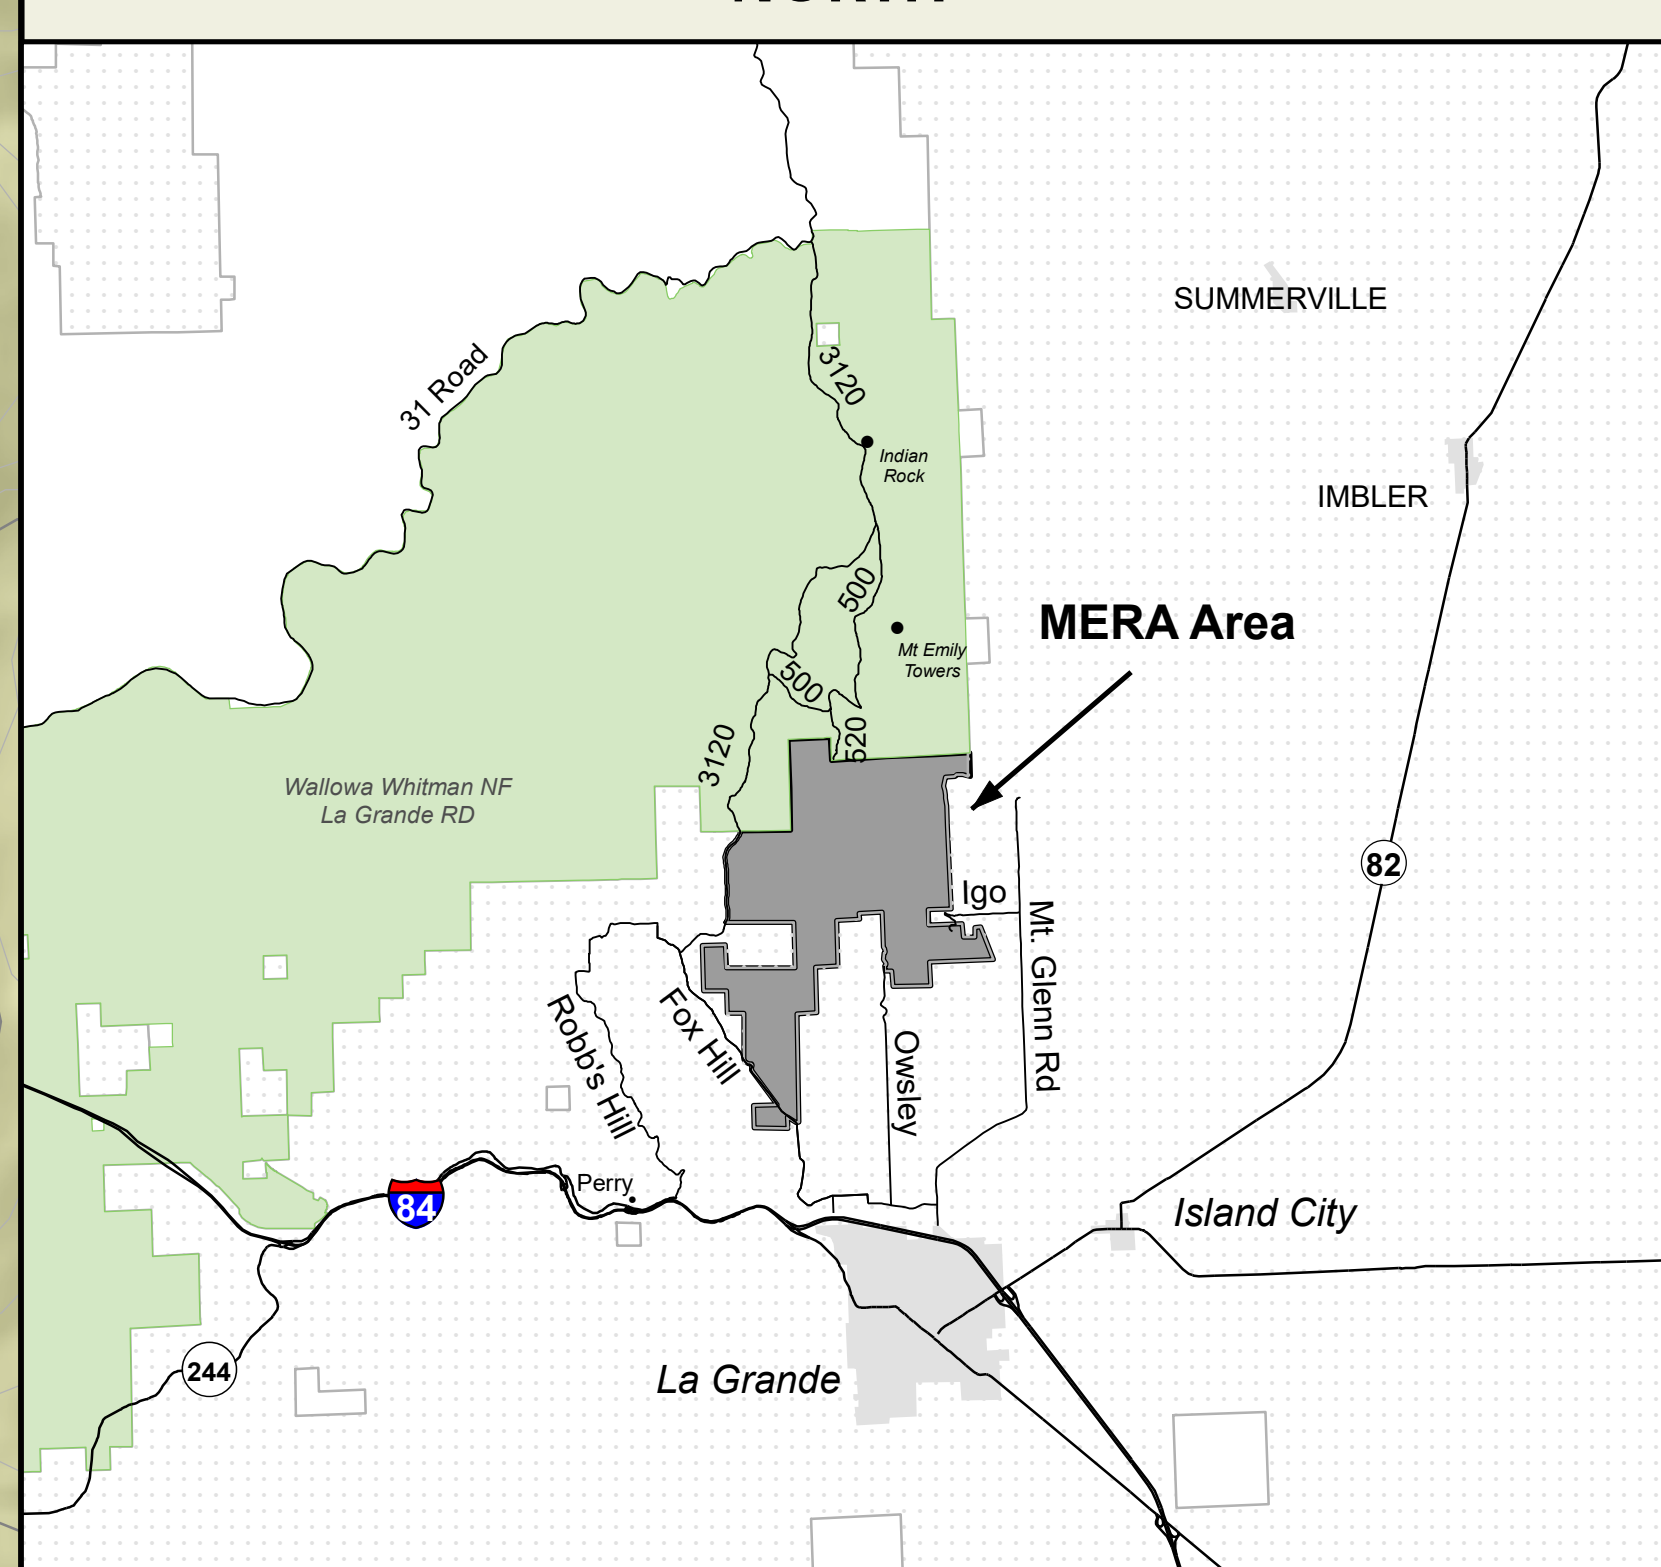 SUMMERVILLE
31 Road
3120
Indian
Rock
IMBLER
500
MERA Area
Mt Emily
Towers
500
520
3120
Wallowa Whitman NF
La Grande RD
82
Igo
Mt. Glenn Rd
Fox Hill
Robb's Hill
Owsley
Perry
84
Island City
244
La Grande